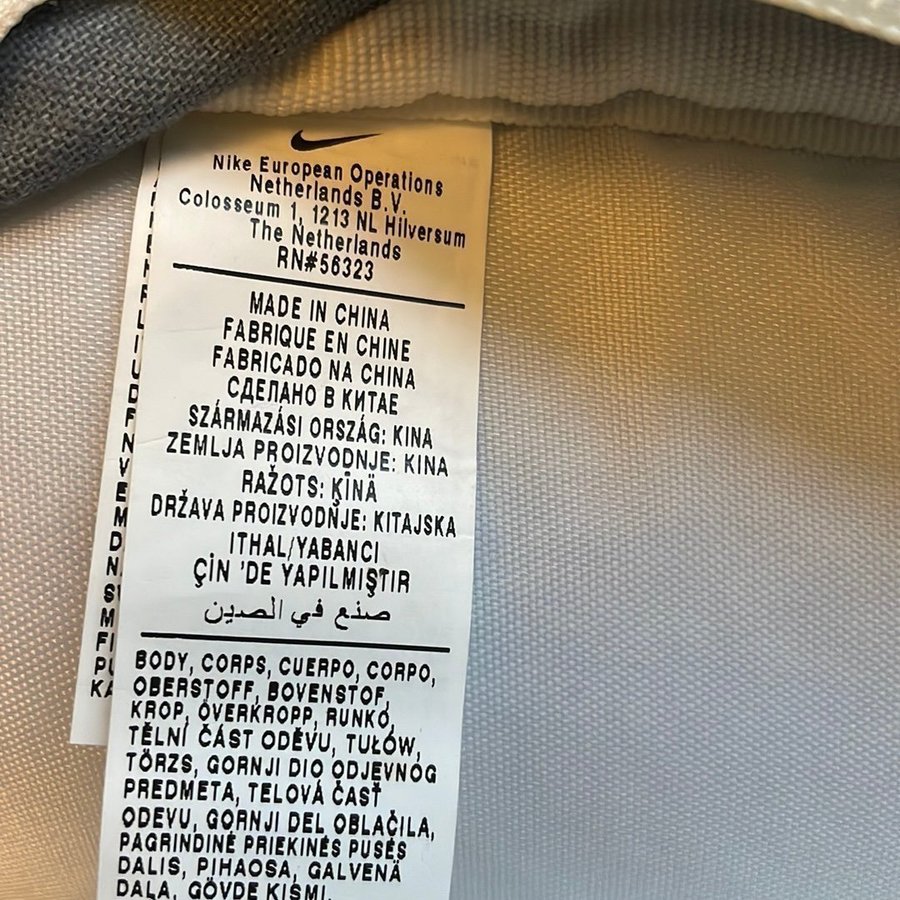 Nike European Operations
Netherlands B.V.
Colosseum 1, 1213 NL Hilversum
The Netherlands
RN#56323
MADE IN CHINA
FABRIQUE EN CHINE
FABRICADO NA CHINA
СДЕЛАНО В КИТАЕ
SZÁRMAZÁSI ORSZÁG: KINA
ZEMLJA PROIZVODNJE: KINA
RAŽOTS: ĶĪNĀ
DRŽAVA PROIZVODNJE: KITAJSKA
ITHAL/YABANCI
ÇİN 'DE YAPILMIŞTIR
صنع في الصين
BODY, CORPS, CUERPO, CORPO,
OBERSTOFF, BOVENSTOF,
KROP, ÖVERKROPP, RUNKO,
TĚLNÍ ČÁST ODĚVU, TUŁÓW,
TÖRZS, GORNJI DIO ODJEVNOG
PREDMETA, TELOVÁ ČASŤ
ODEVU, GORNJI DEL OBLAČILA,
PAGRINDINĖ PRIEKINĖS PUSĖS
DALIS, PIHAOSA, GALVENĀ
DAĻA, GÖVDE KISMI,